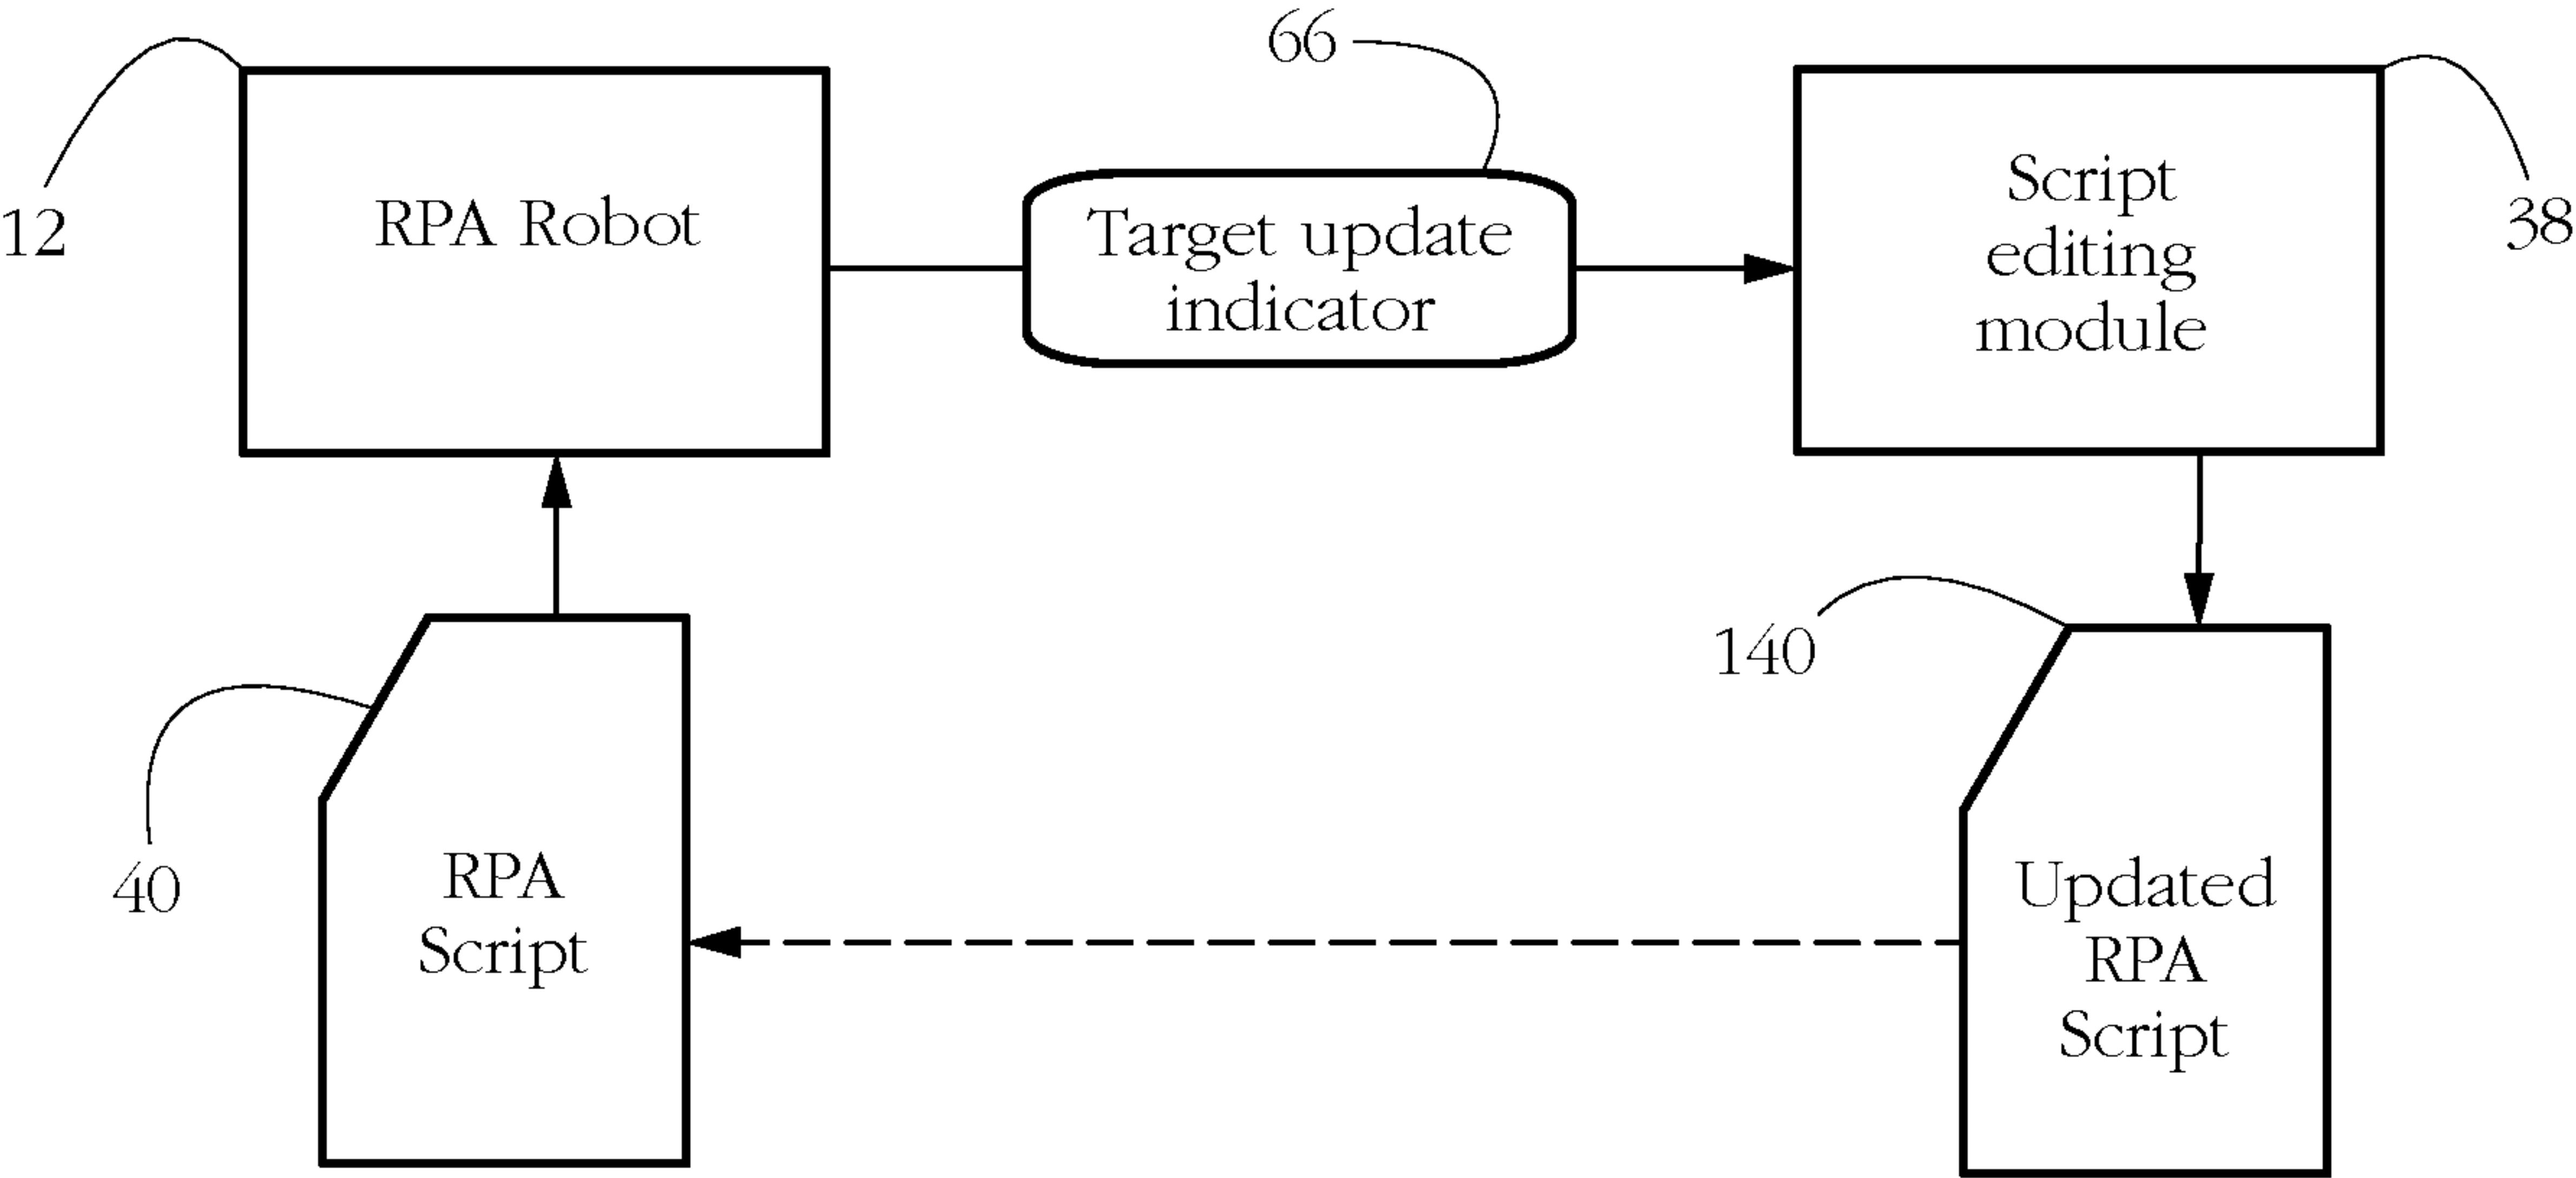 66
12
RPA Robot
Target update
indicator
Script
editing
module
38
140
40
RPA
Script
Updated
RPA
Script